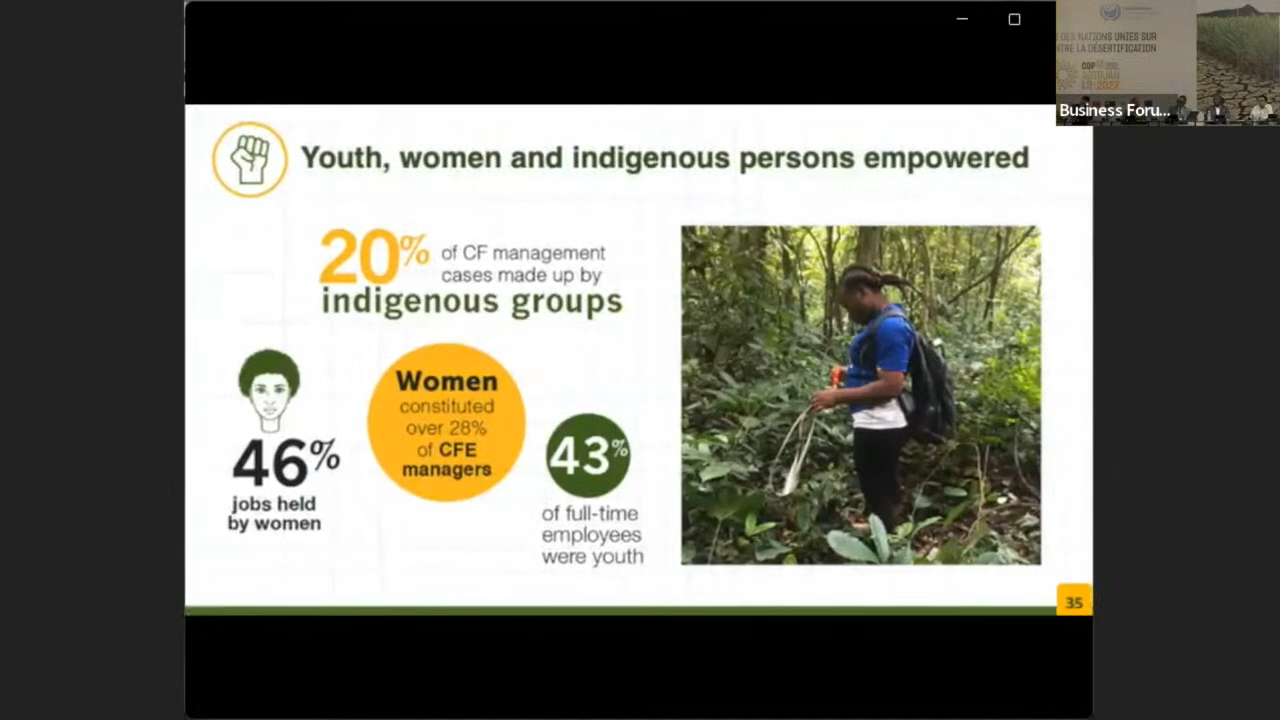 Youth, women and indigenous persons empowered
20% of CF management
cases made up by
indigenous groups
Women
constituted
over 28%
of CFE
managers
46%
jobs held
by women
43%
of full-time
employees
were youth
35
DES NATIONS UNIES SUR
LA DÉSERTIFICATION
COP
ABIDJAN
Business Foru...